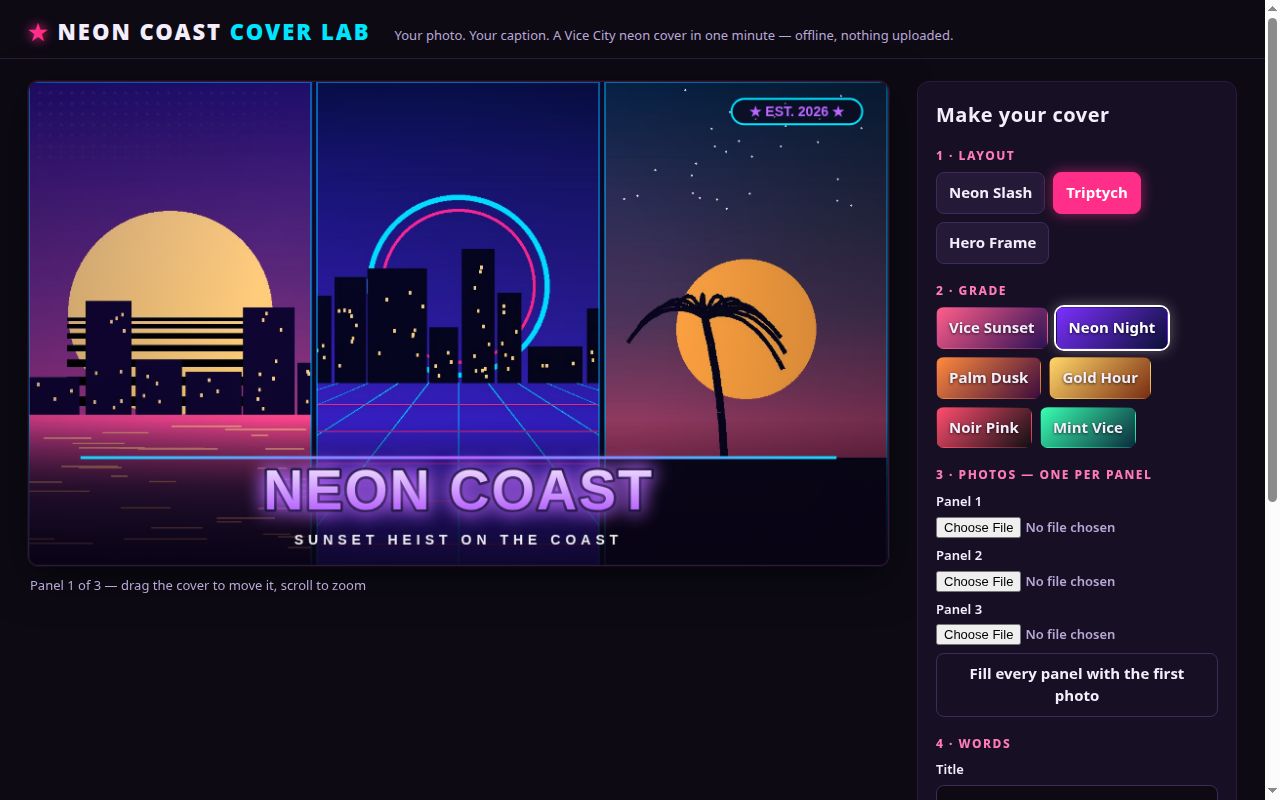 ★ NEON COAST COVER LAB
Your photo. Your caption. A Vice City neon cover in one minute — offline, nothing uploaded.
★ EST. 2026 ★
NEON COAST
SUNSET HEIST ON THE COAST
Panel 1 of 3 — drag the cover to move it, scroll to zoom
Make your cover
1 · LAYOUT
Neon Slash
Triptych
Hero Frame
2 · GRADE
Vice Sunset
Neon Night
Palm Dusk
Gold Hour
Noir Pink
Mint Vice
3 · PHOTOS — ONE PER PANEL
Panel 1
Choose File No file chosen
Panel 2
Choose File No file chosen
Panel 3
Choose File No file chosen
Fill every panel with the first
photo
4 · WORDS
Title